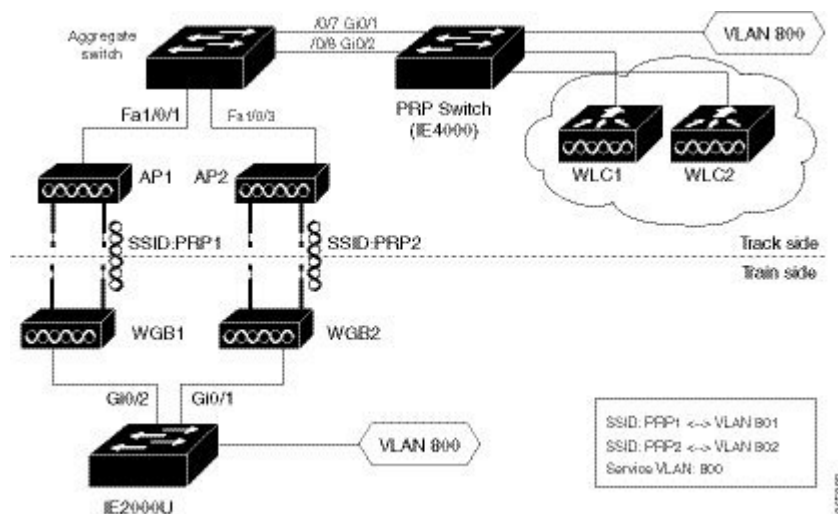 /0/7 Gi0/1
/0/8 Gi0/2
VLAN 800
Aggregate
switch
PRP Switch
(IE4000)
Fa1/0/1
Fa1/0/3
WLC1
WLC2
AP1
AP2
SSID:PRP1
SSID:PRP2
Track side
Train side
WGB1
WGB2
Gi0/2
Gi0/1
VLAN 800
IE2000U
SSID: PRP1 <--> VLAN 801
SSID: PRP2 <--> VLAN 802
Service VLAN: 800